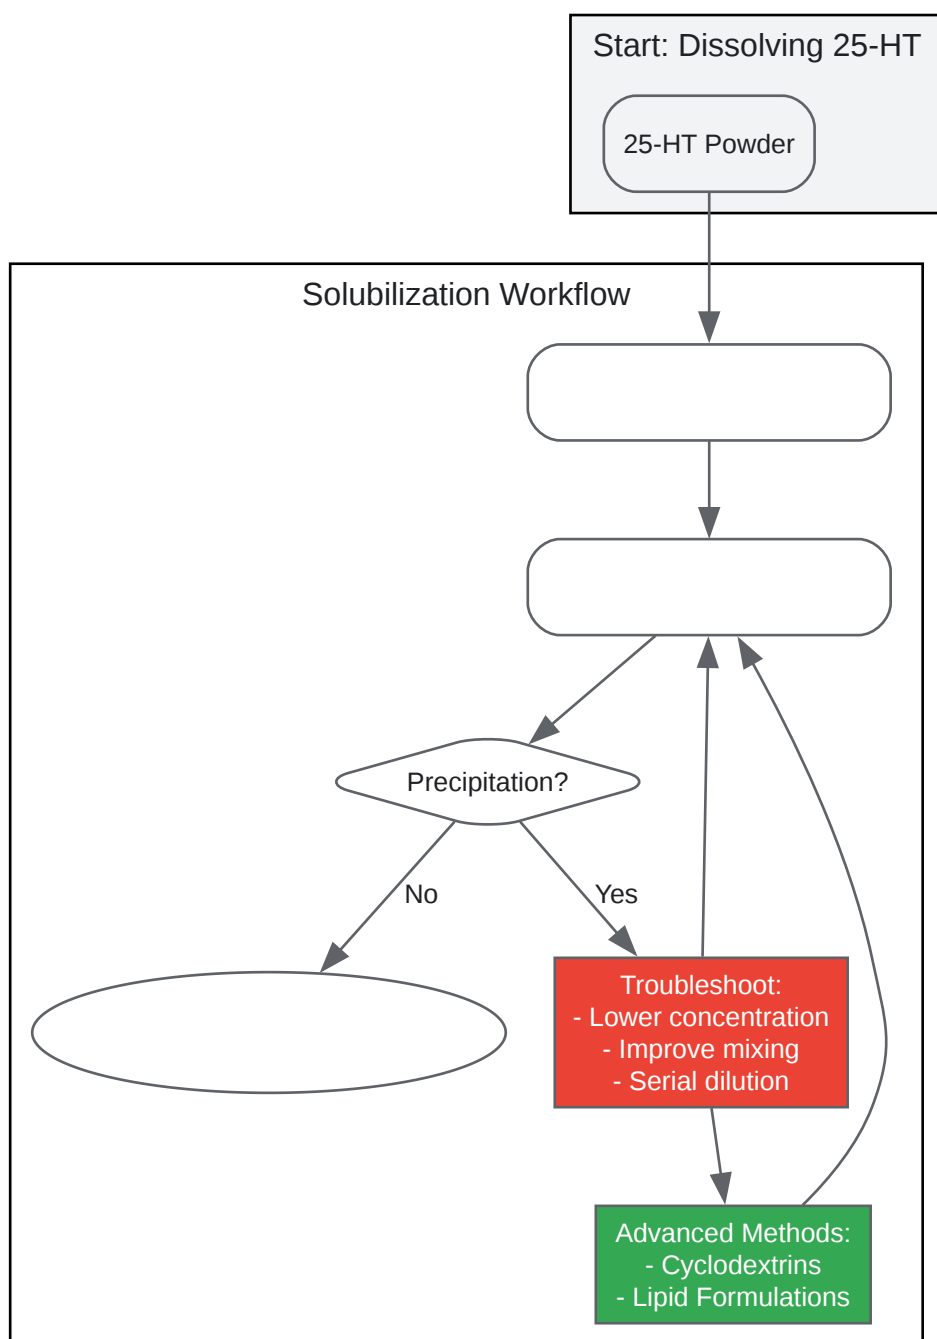 Start: Dissolving 25-HT
25-HT Powder
Solubilization Workflow
Precipitation?
No
Yes
Troubleshoot:
- Lower concentration
- Improve mixing
- Serial dilution
Advanced Methods:
- Cyclodextrins
- Lipid Formulations